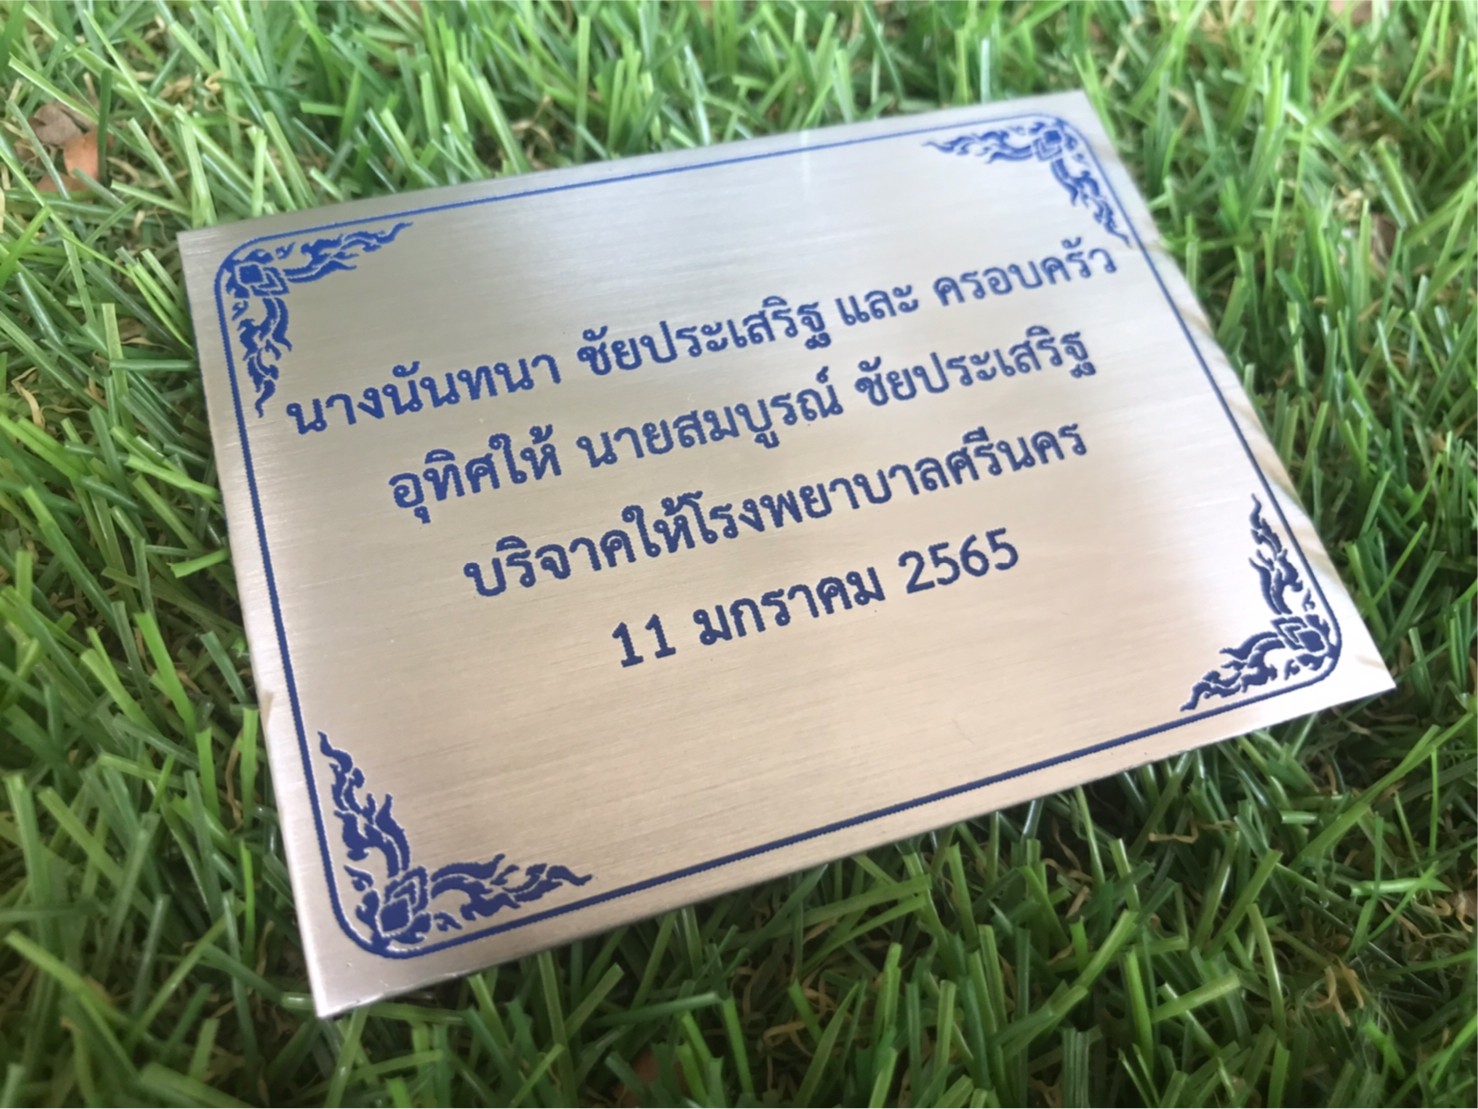 นางนันทนา ชัยประเสริฐ และ ครอบครัว
อุทิศให้ นายสมบูรณ์ ชัยประเสริฐ
บริจาคให้โรงพยาบาลศรีนคร
11 มกราคม 2565